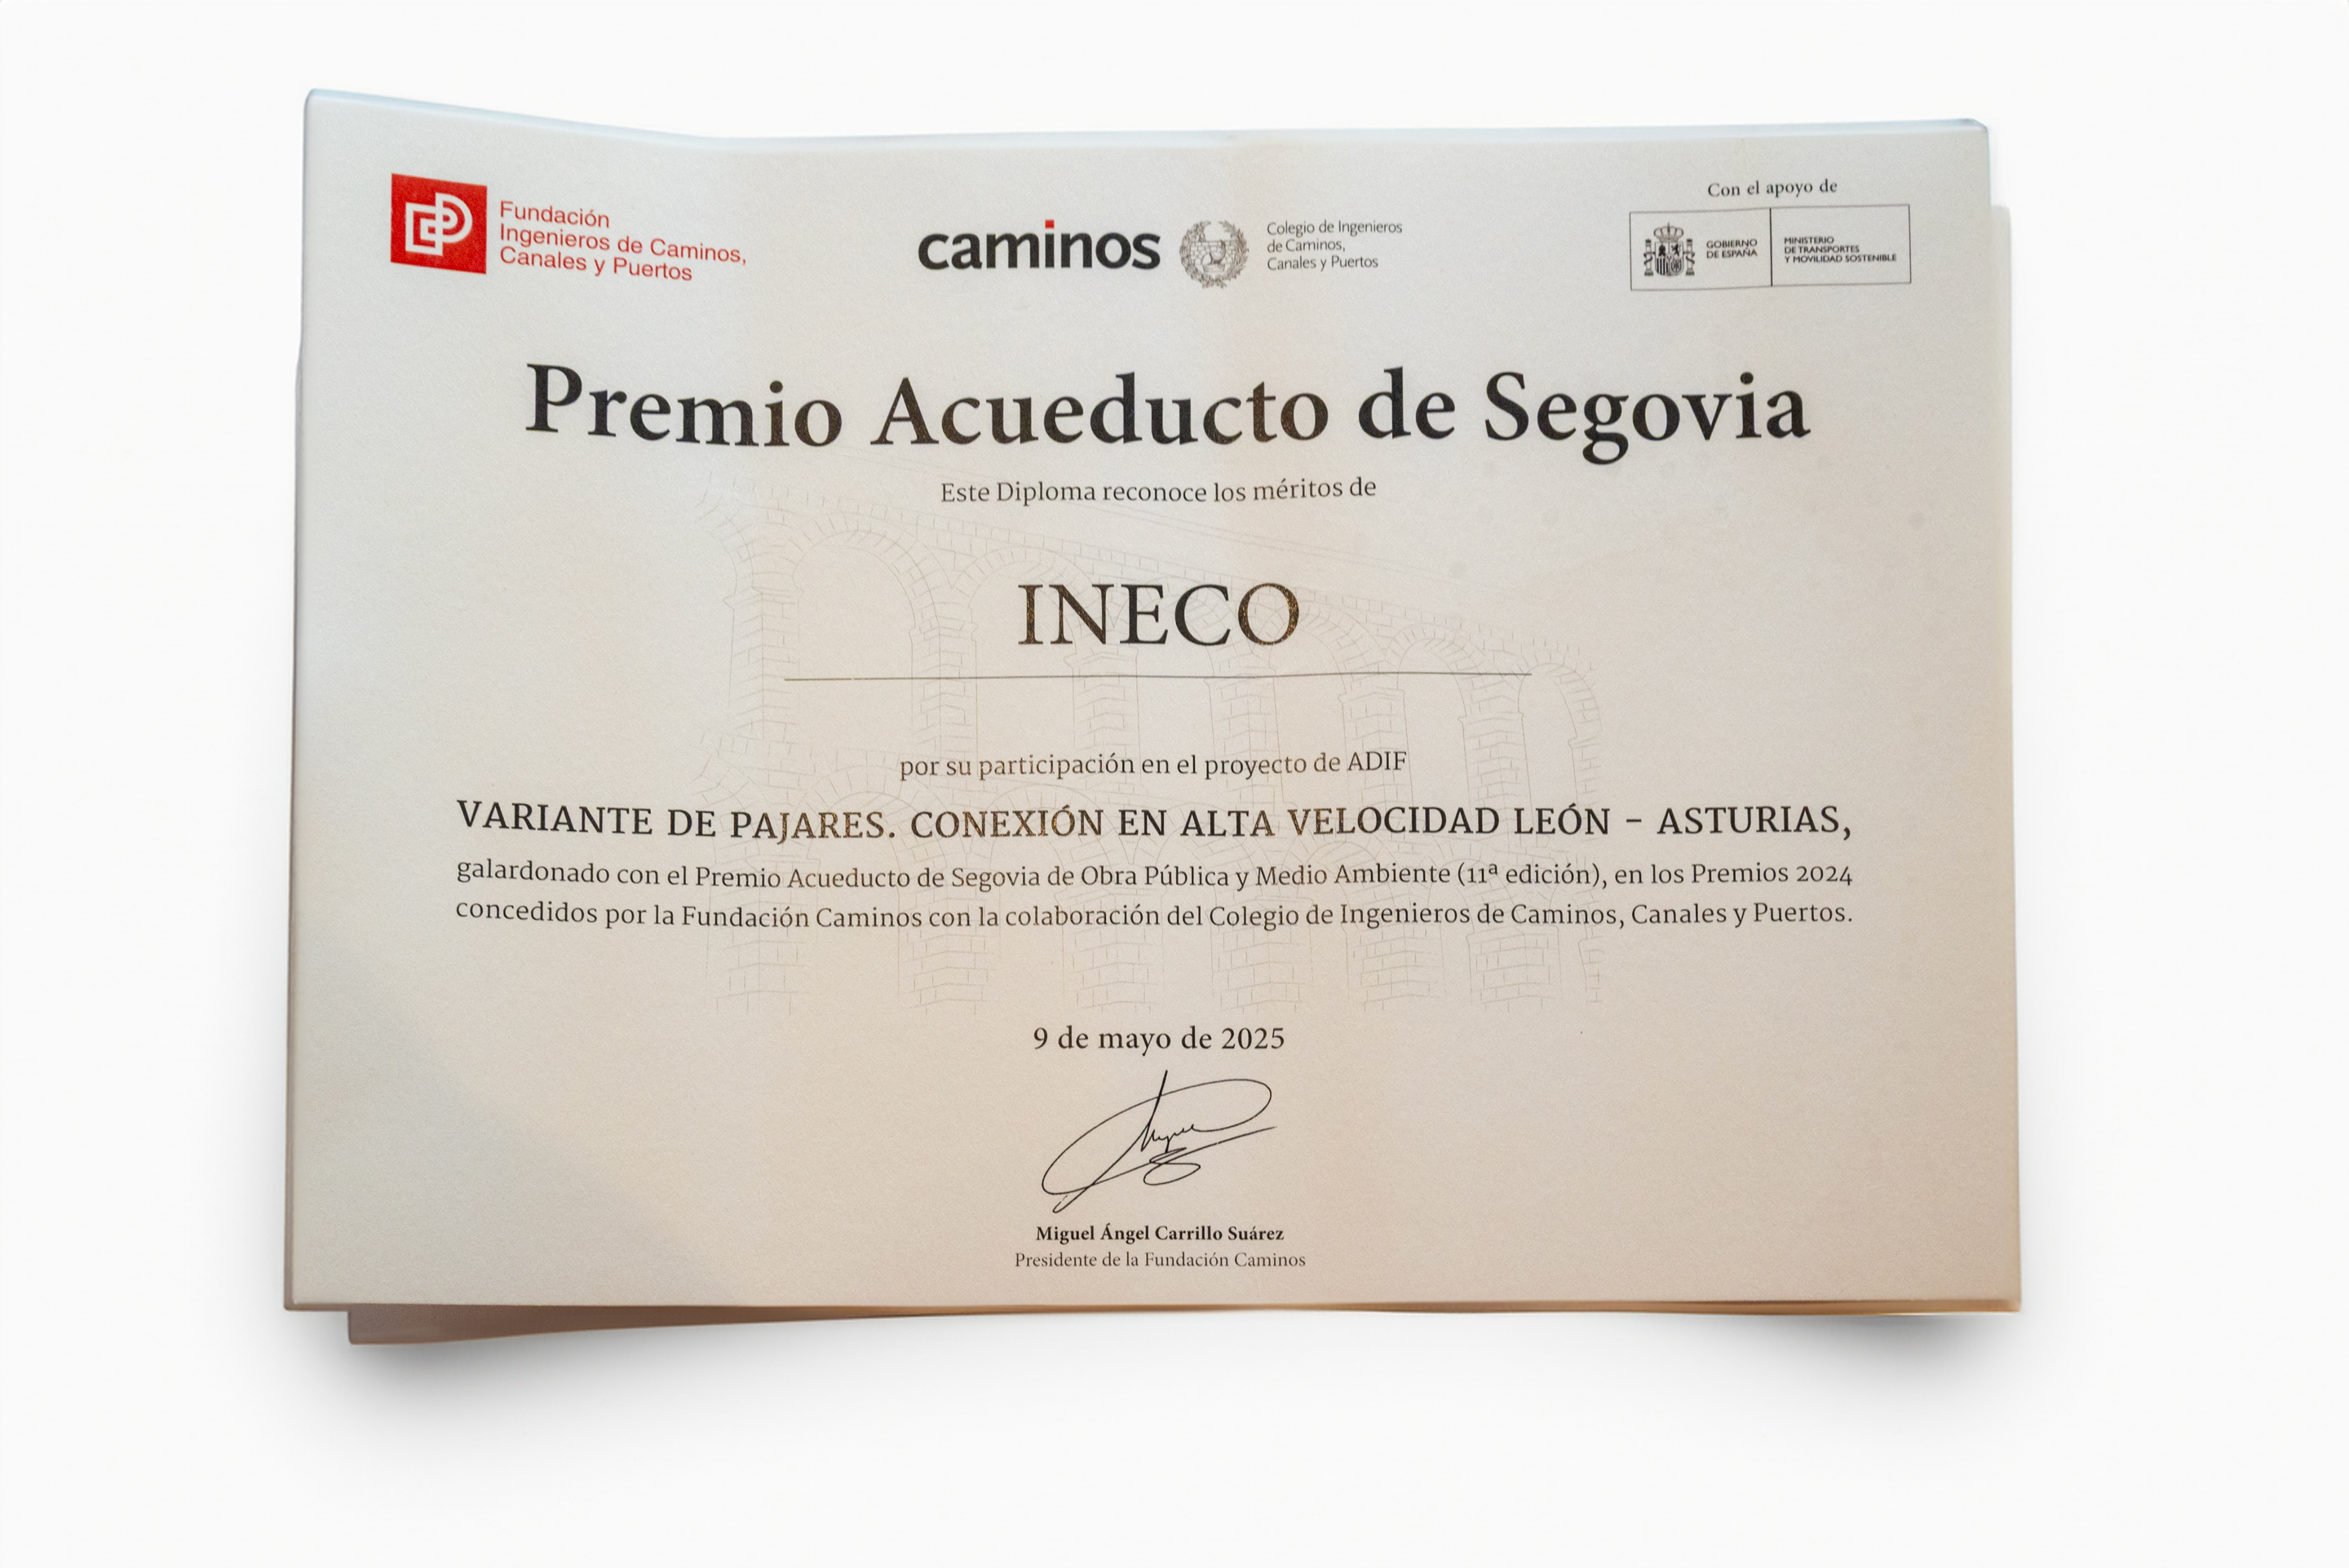 Fundación
Ingenieros de Caminos,
Canales y Puertos
caminos
Colegio de Ingenieros
de Caminos,
Canales y Puertos
Con el apoyo de
GOBIERNO
DE ESPAÑA
MINISTERIO
DE TRANSPORTES
Y MOVILIDAD SOSTENIBLE
Premio Acueducto de Segovia
Este Diploma reconoce los méritos de
INECO
por su participación en el proyecto de ADIF
VARIANTE DE PAJARES. CONEXIÓN EN ALTA VELOCIDAD LEÓN - ASTURIAS,
galardonado con el Premio Acueducto de Segovia de Obra Pública y Medio Ambiente (11ª edición), en los Premios 2024
concedidos por la Fundación Caminos con la colaboración del Colegio de Ingenieros de Caminos, Canales y Puertos.
9 de mayo de 2025
Miguel Ángel Carrillo Suárez
Presidente de la Fundación Caminos